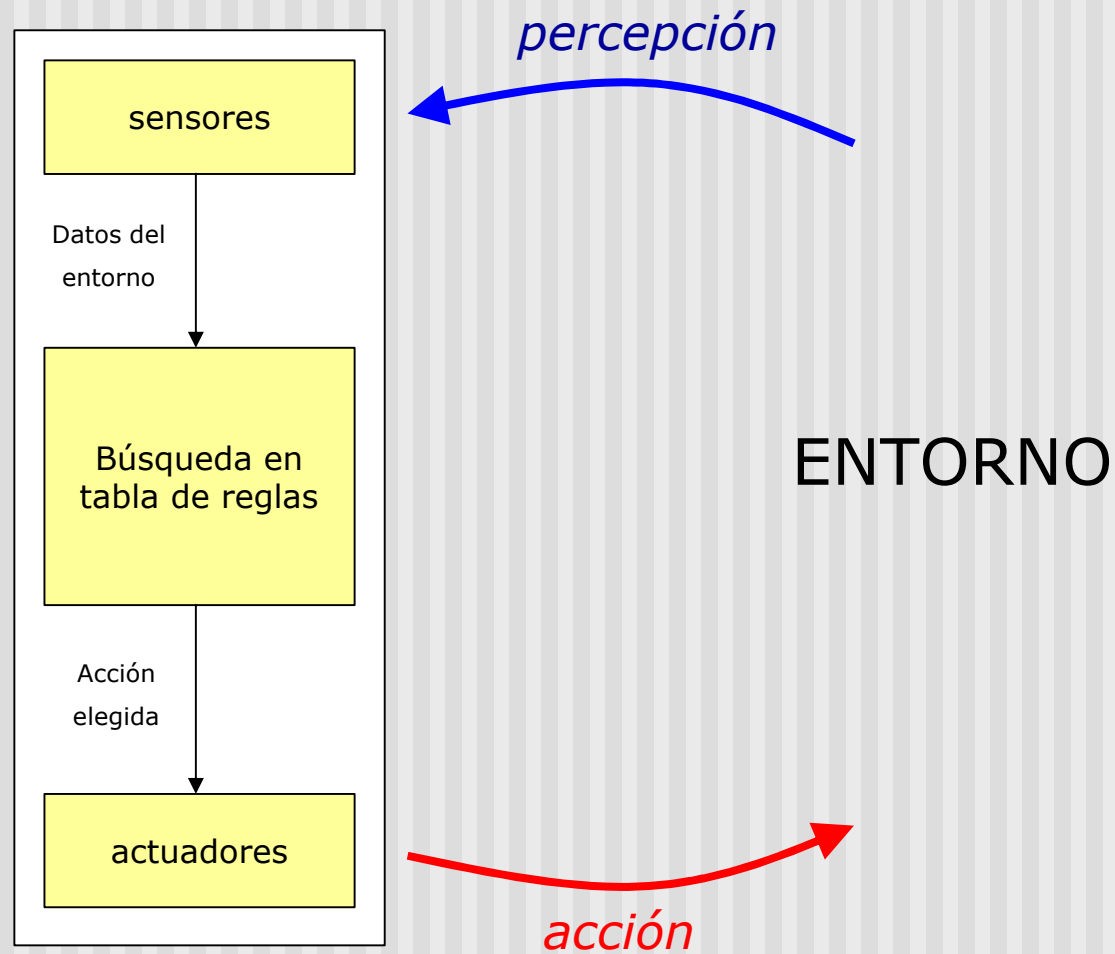 percepción
sensores
Datos del
entorno
Búsqueda en
tabla de reglas
ENTORNO
Acción
elegida
actuadores
acción